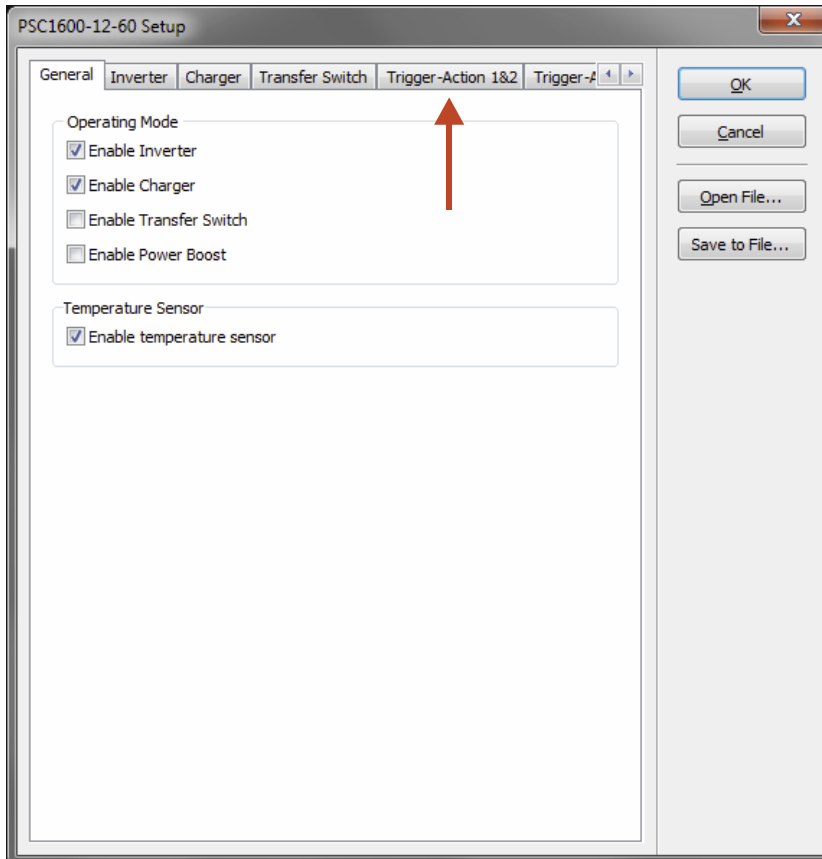 PSC1600-12-60 Setup
General Inverter Charger Transfer Switch Trigger-Action 1&2 Trigger-A
Operating Mode
Enable Inverter
Enable Charger
Enable Transfer Switch
Enable Power Boost
Temperature Sensor
Enable temperature sensor
OK
Cancel
Open File...
Save to File...